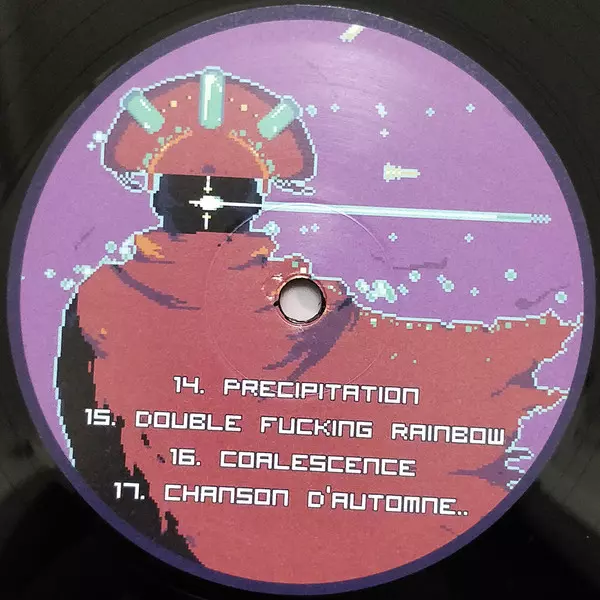 14. PRECIPITATION
15. DOUBLE FUCKING RAINBOW
16. COALESCENCE
17. CHANSON D'AUTOMNE..